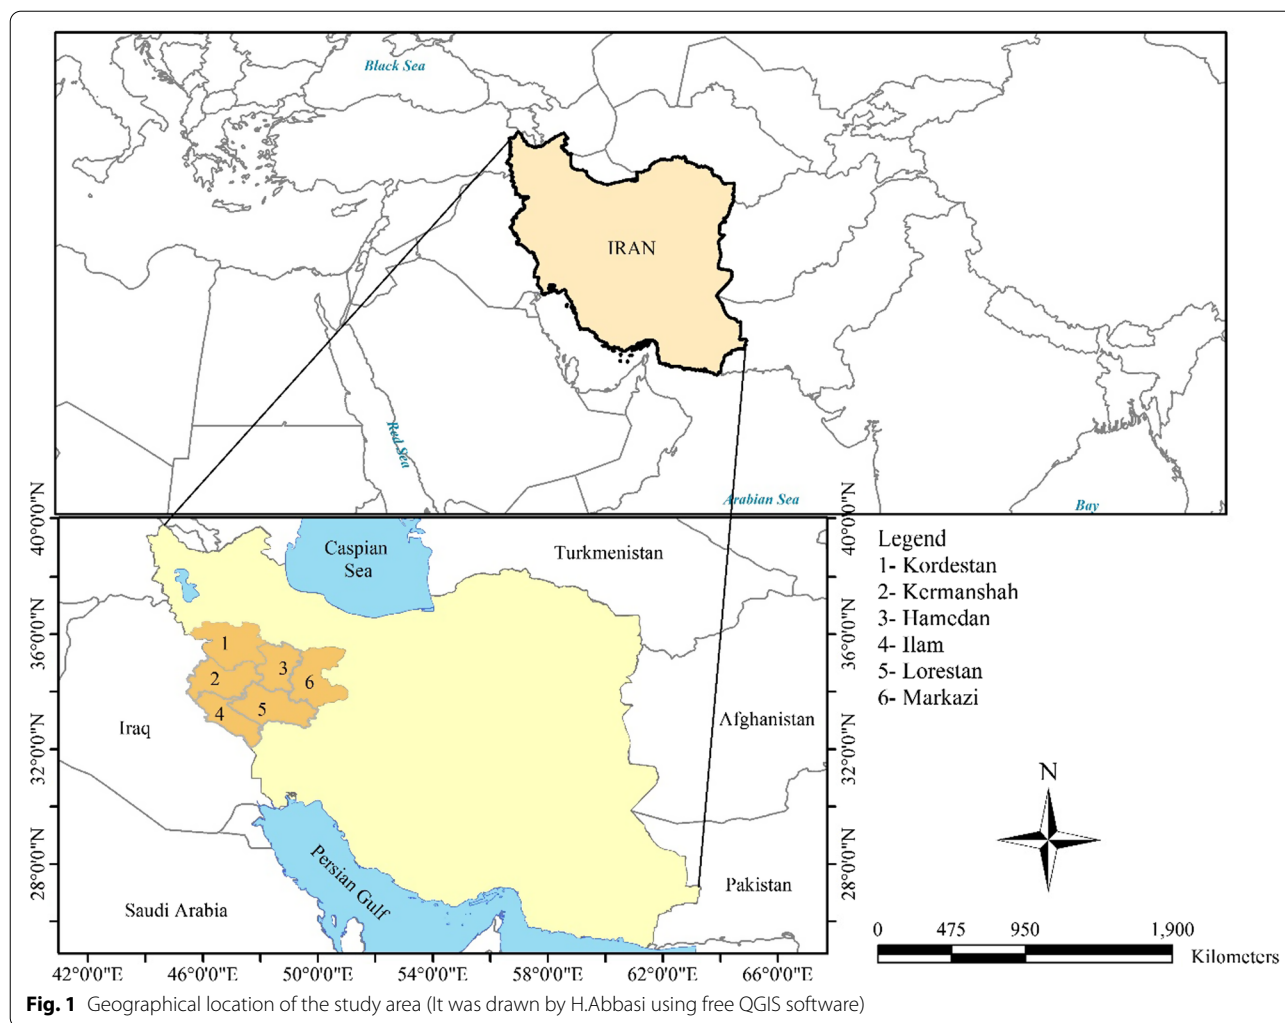 Black Sea
IRAN
Red Sea
Arabian Sea
Bay
40°0'0"N
36°0'0"N
32°0'0"N
28°0'0"N
Caspian
Sea
Turkmenistan
Iraq
Afghanistan
Pakistan
Saudi Arabia
Persian Gulf
1
2
3
4
5
6
40°0'0"N
36°0'0"N
32°0'0"N
28°0'0"N
42°0'0"E
46°0'0"E
50°0'0"E
54°0'0"E
58°0'0"E
62°0'0"E
66°0'0"E
Legend
1- Kordestan
2- Kermanshah
3- Hamedan
4- Ilam
5- Lorestan
6- Markazi
N
0 475 950 1,900
Kilometers
Fig. 1 Geographical location of the study area (It was drawn by H.Abbasi using free QGIS software)